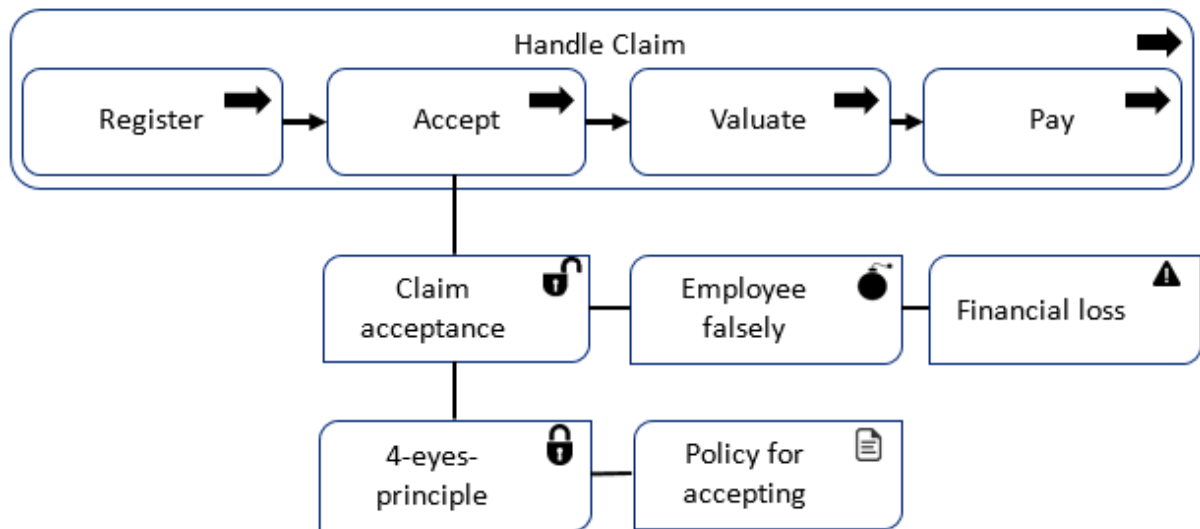 Handle Claim
Register
Accept
Valuate
Pay
Claim
acceptance
Employee
falsely
Financial loss
4-eyes-
principle
Policy for
accepting